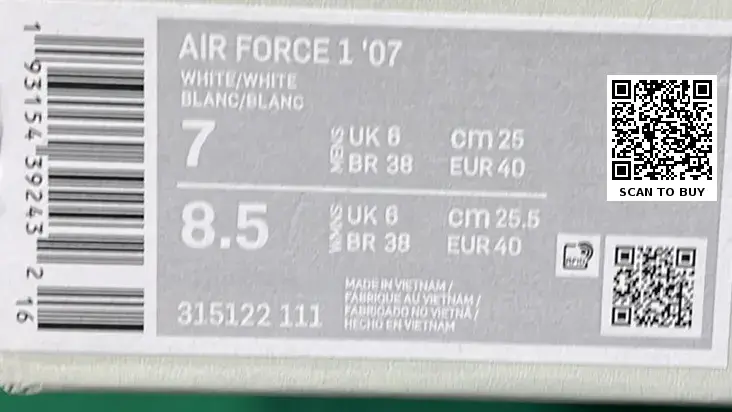 AIR FORCE 1 '07
WHITE/WHITE
BLANC/BLANC
7
MENS
UK 6
cm 25
BR 38
EUR 40
8.5
WMNS
UK 6
cm 25.5
BR 38
EUR 40
315122 111
MADE IN VIETNAM /
FABRIQUE AU VIETNAM /
FABRICADO NO VIETNÃ /
HECHO EN VIETNAM
SCAN TO BUY
1 93154 39243 2 16